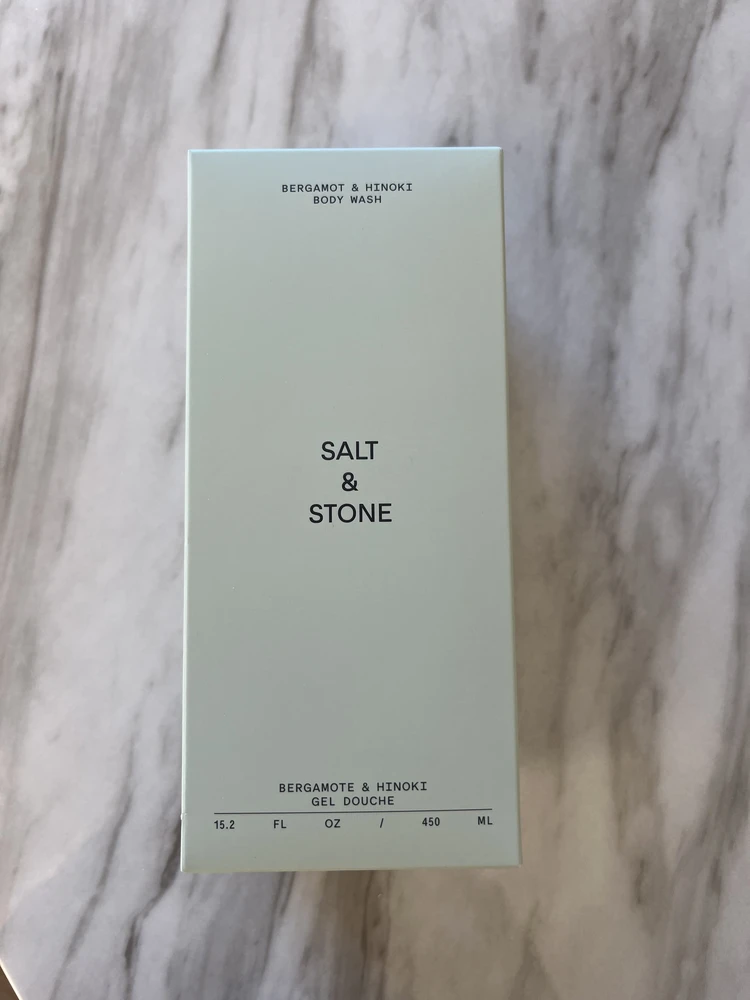 BERGAMOT & HINOKI
BODY WASH
SALT
&
STONE
BERGAMOTE & HINOKI
GEL DOUCHE
15.2 FL OZ / 450 ML